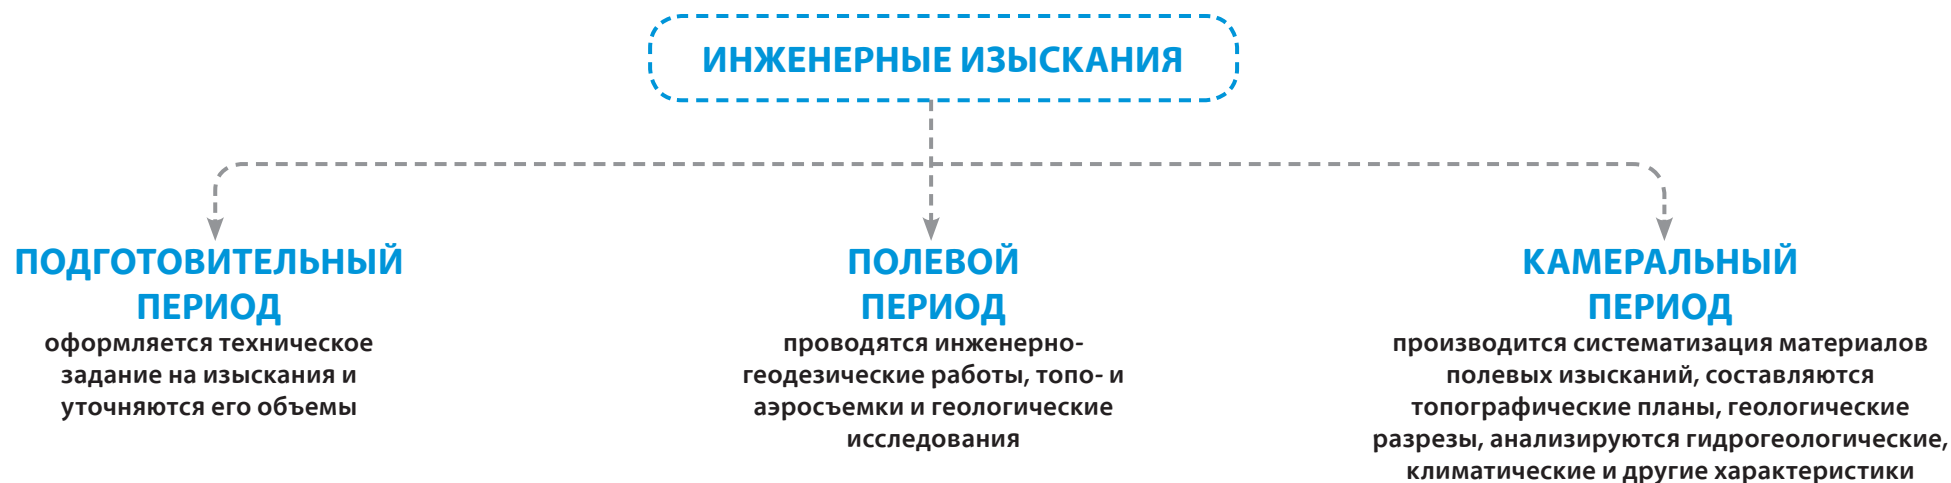 ИНЖЕНЕРНЫЕ ИЗЫСКАНИЯ
ПОДГОТОВИТЕЛЬНЫЙ
ПЕРИОД
оформляется техническое
задание на изыскания и
уточняются его объемы
ПОЛЕВОЙ
ПЕРИОД
проводятся инженерно-
геодезические работы, топо- и
аэросъемки и геологические
исследования
КАМЕРАЛЬНЫЙ
ПЕРИОД
производится систематизация материалов
полевых изысканий, составляются
топографические планы, геологические
разрезы, анализируются гидрогеологические,
климатические и другие характеристики